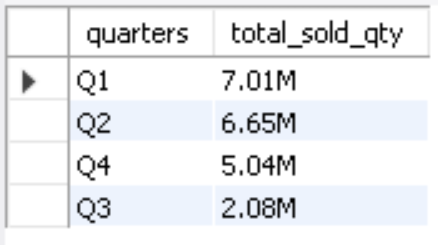 quarters total_sold_qty
Q1 7.01M
Q2 6.65M
Q4 5.04M
Q3 2.08M